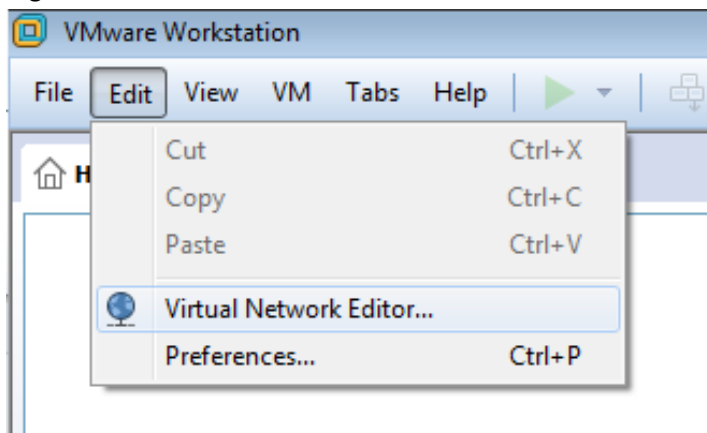 VMware Workstation
File Edit View VM Tabs Help
H
Cut Ctrl+X
Copy Ctrl+C
Paste Ctrl+V
Virtual Network Editor...
Preferences... Ctrl+P